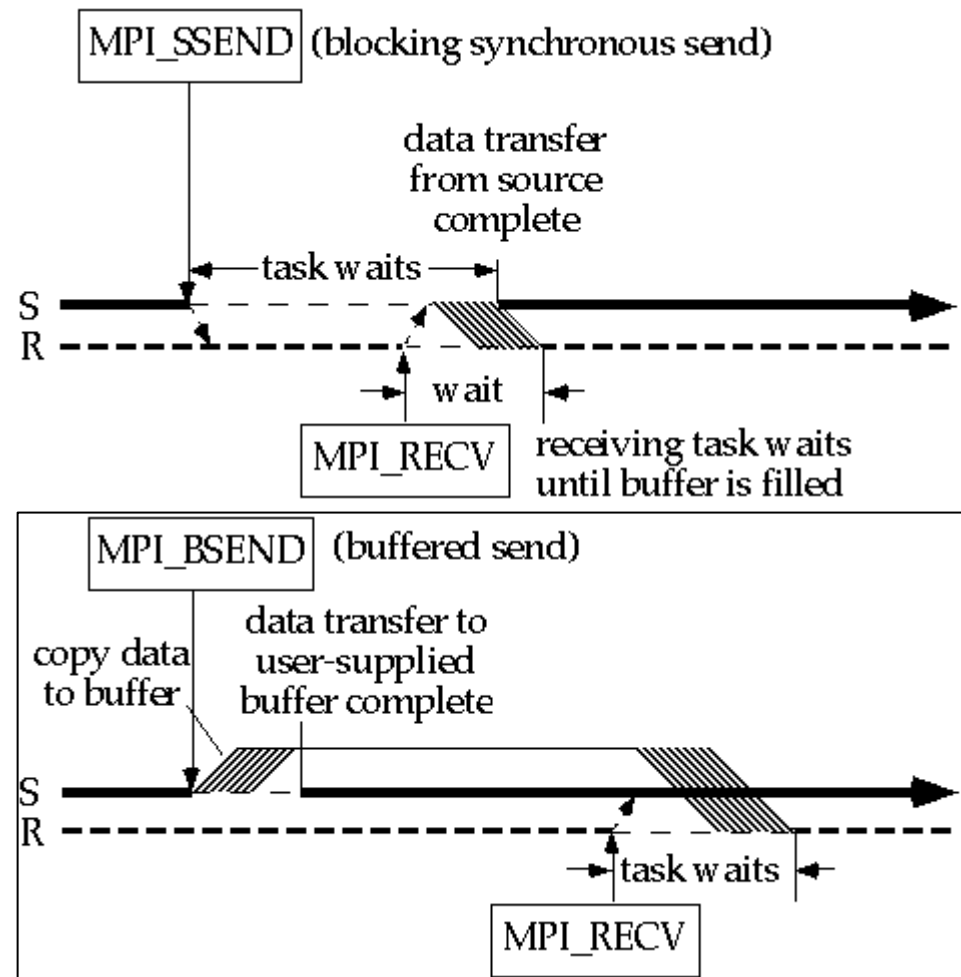 MPI_SSEND (blocking synchronous send)
data transfer
from source
complete
task waits
S
R
wait
MPI_RECV
receiving task waits
until buffer is filled
MPI_BSEND (buffered send)
copy data
to buffer
data transfer to
user-supplied
buffer complete
S
R
task waits
MPI_RECV